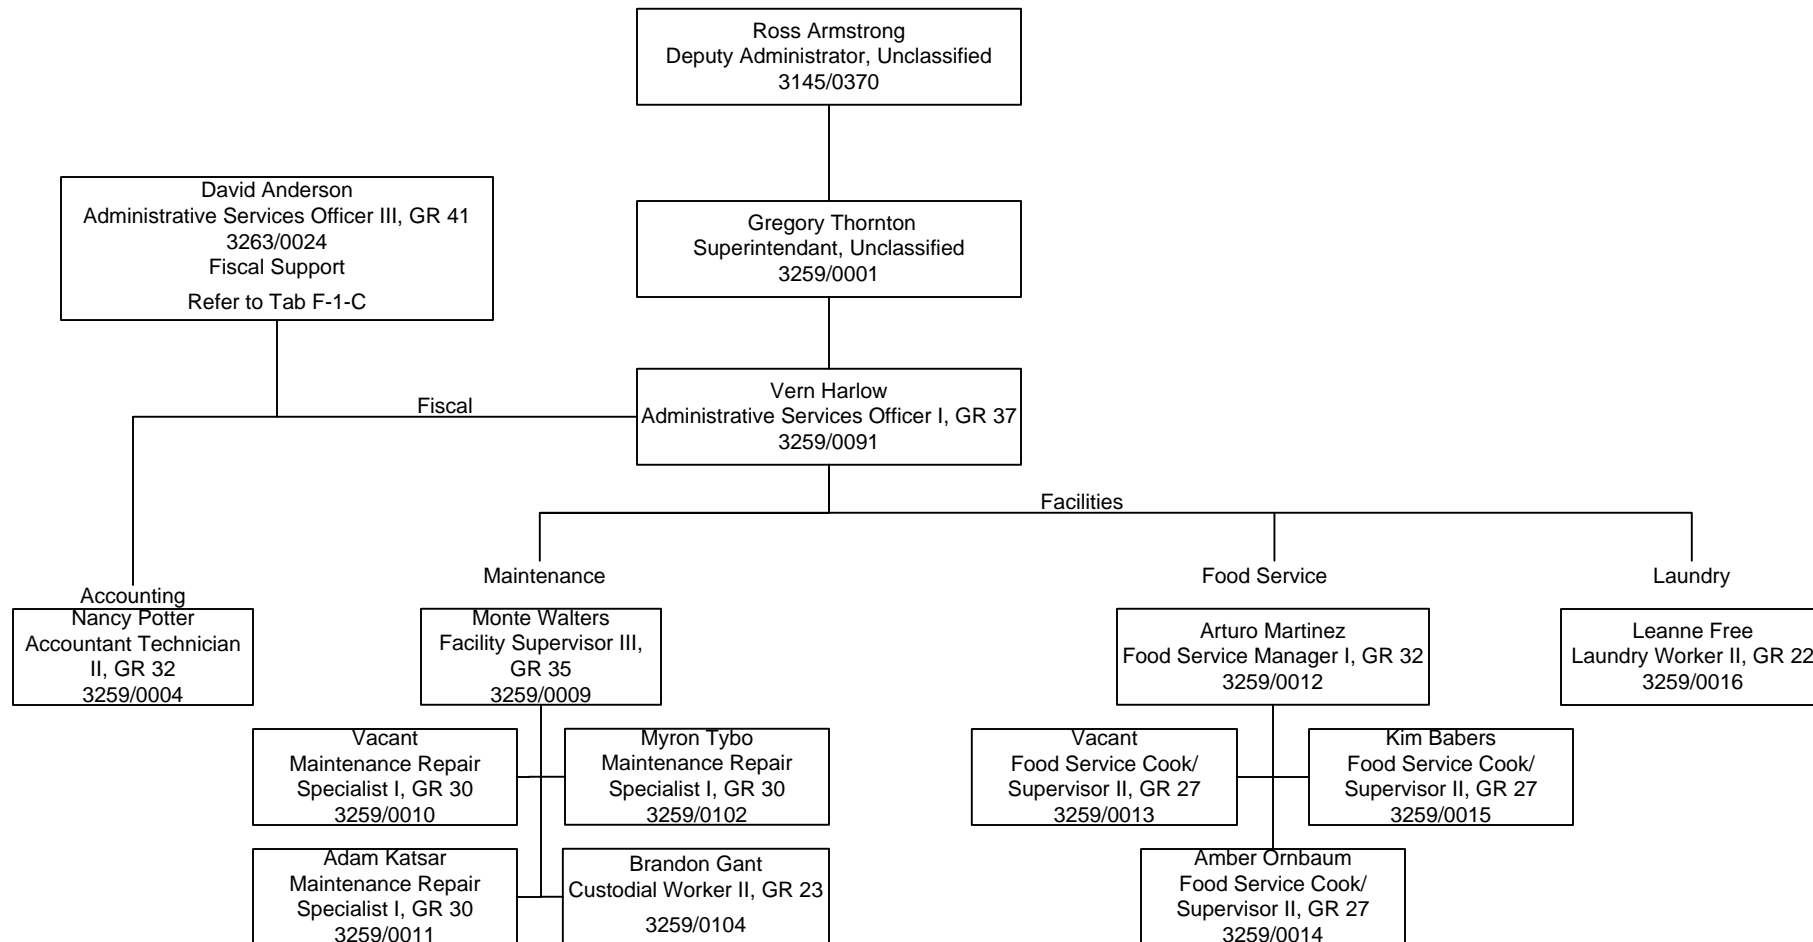 Ross Armstrong
Deputy Administrator, Unclassified
3145/0370
David Anderson
Administrative Services Officer III, GR 41
3263/0024
Fiscal Support
Refer to Tab F-1-C
Gregory Thornton
Superintendant, Unclassified
3259/0001
Vern Harlow
Administrative Services Officer I, GR 37
3259/0091
Fiscal
Facilities
Accounting
Nancy Potter
Accountant Technician
II, GR 32
3259/0004
Maintenance
Monte Walters
Facility Supervisor III,
GR 35
3259/0009
Vacant
Maintenance Repair
Specialist I, GR 30
3259/0010
Myron Tybo
Maintenance Repair
Specialist I, GR 30
3259/0102
Adam Katsar
Maintenance Repair
Specialist I, GR 30
3259/0011
Brandon Gant
Custodial Worker II, GR 23
3259/0104
Food Service
Arturo Martinez
Food Service Manager I, GR 32
3259/0012
Vacant
Food Service Cook/
Supervisor II, GR 27
3259/0013
Kim Babers
Food Service Cook/
Supervisor II, GR 27
3259/0015
Amber Ornbaum
Food Service Cook/
Supervisor II, GR 27
3259/0014
Laundry
Leanne Free
Laundry Worker II, GR 22
3259/0016